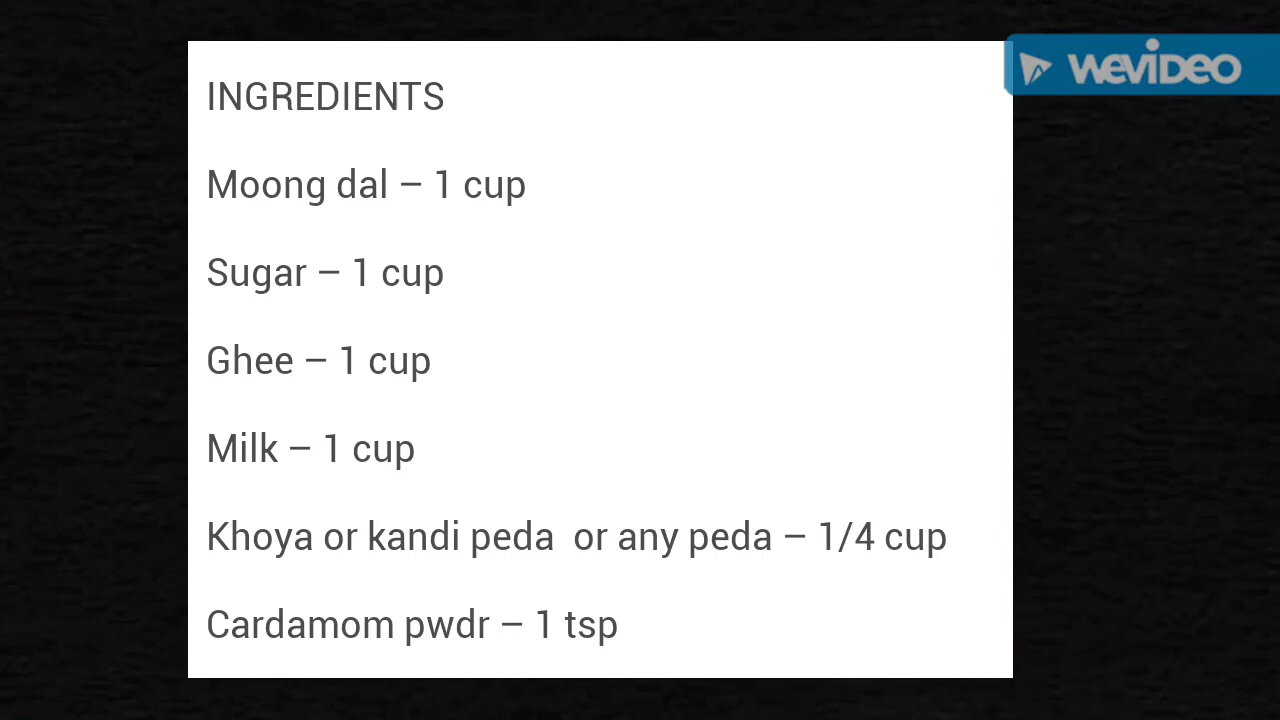 WEVIDEO
INGREDIENTS
Moong dal – 1 cup
Sugar – 1 cup
Ghee – 1 cup
Milk – 1 cup
Khoya or kandi peda  or any peda – 1/4 cup
Cardamom pwdr – 1 tsp